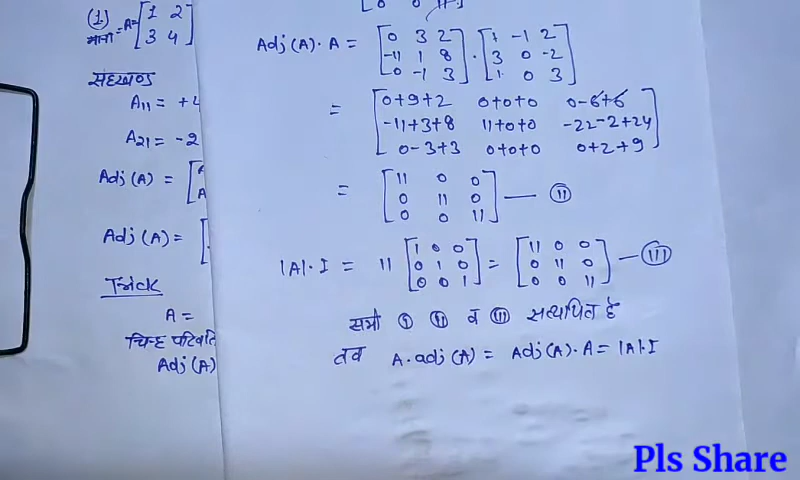 (1)
माना = A = [1 2
3 4]
सहखण्ड
A11 = +4
A21 = -2
Adj(A) = [A
A
Adj(A) = [
Trick
A =
चिन्ह परिवर्ति
Adj(A)
0 0 11]
Adj(A)·A = [0 3 2
-11 1 8
0 -1 3] · [1 -1 2
3 0 -2
1 0 3]
= [0+9+2 0+0+0 0-6+6
-11+3+8 11+0+0 -22-2+24
0-3+3 0+0+0 0+2+9]
= [11 0 0
0 11 0
0 0 11] — (II)
|A|·I = 11 [1 0 0
0 1 0
0 0 1] = [11 0 0
0 11 0
0 0 11] — (III)
सत्रो (I) (II) व (III) सत्यापित है
तव A·adj(A) = Adj(A)·A = |A|·I
Pls Share